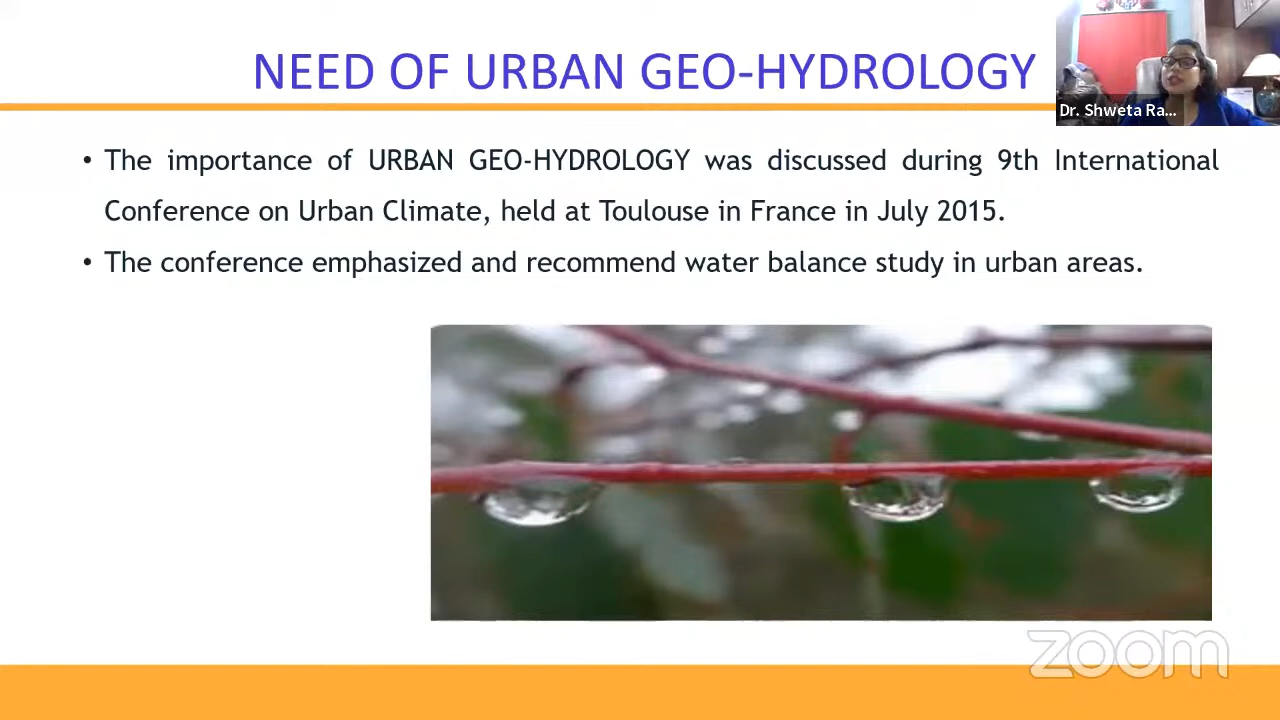 NEED OF URBAN GEO-HYDROLOGY
Dr. Shweta Ra...
• The importance of URBAN GEO-HYDROLOGY was discussed during 9th International
Conference on Urban Climate, held at Toulouse in France in July 2015.
• The conference emphasized and recommend water balance study in urban areas.
zoom